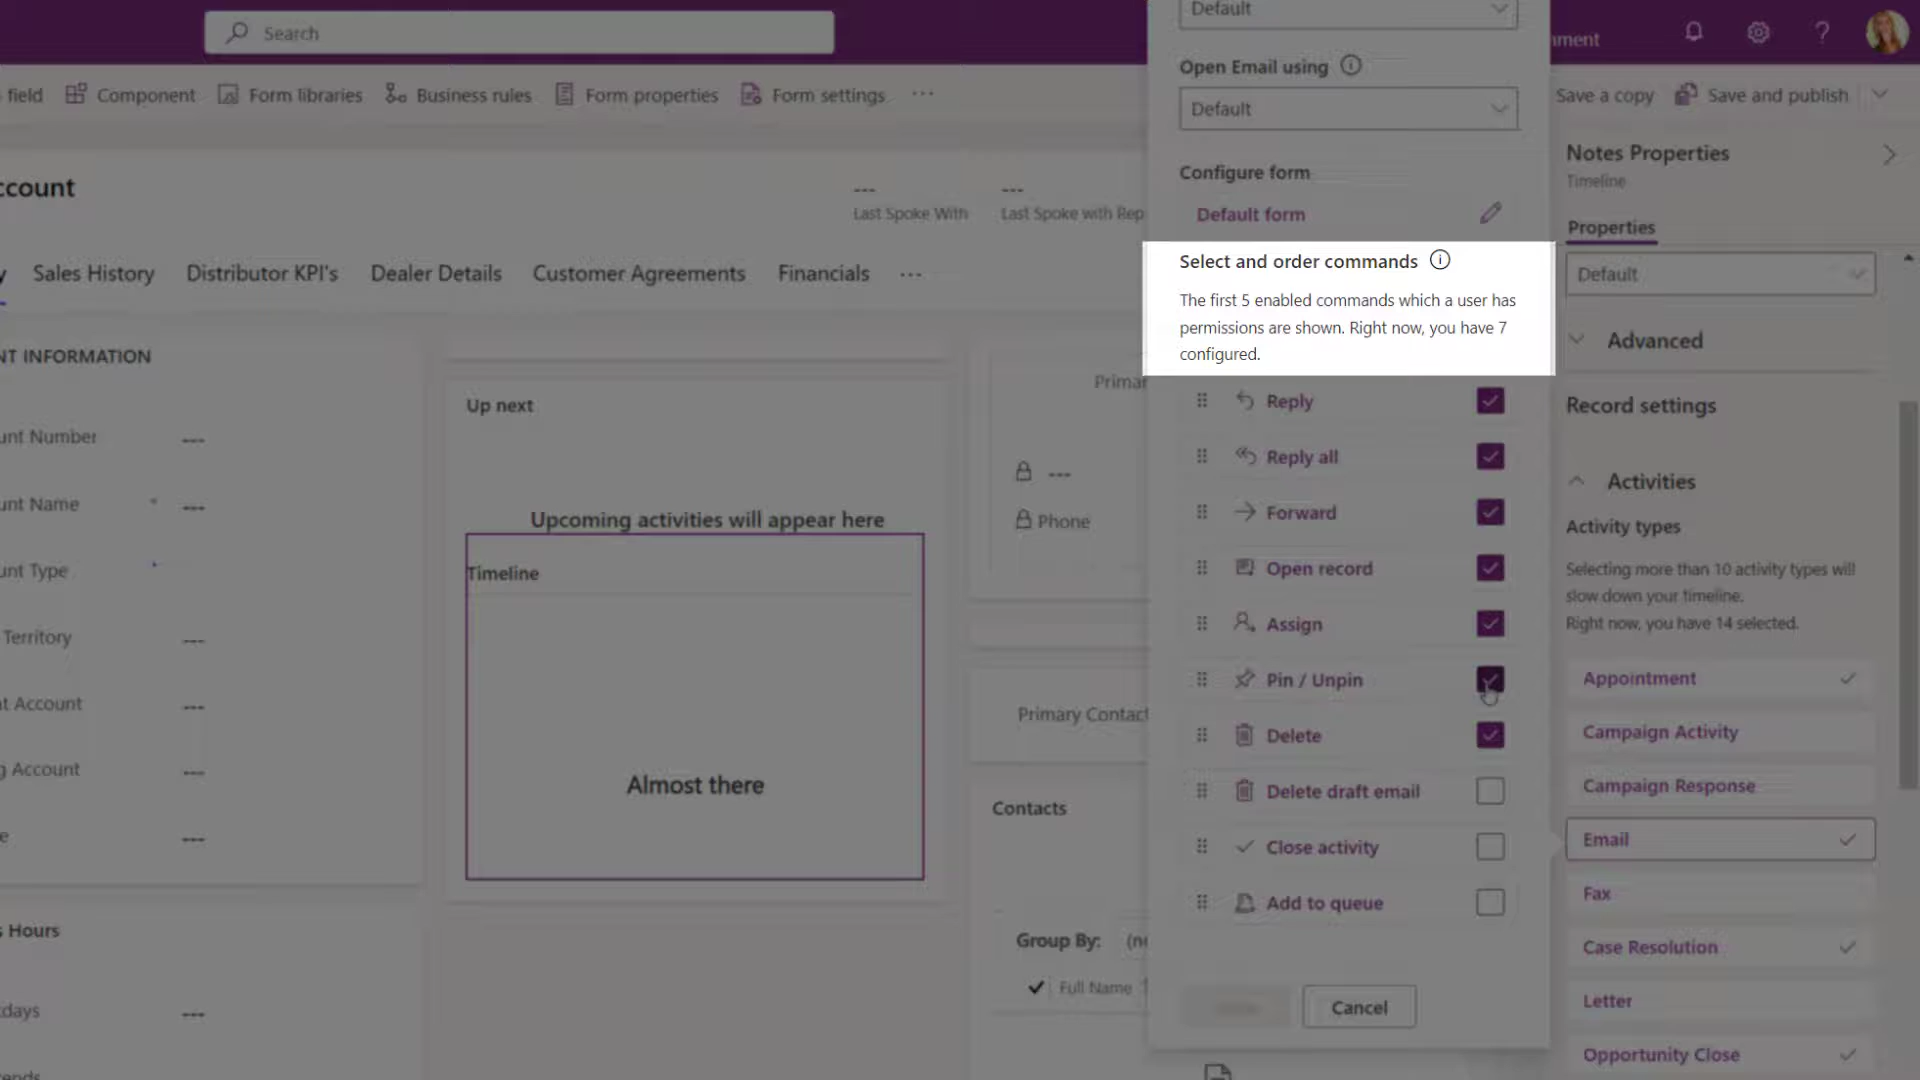 Search
Default
nment
field
Component
Form libraries
Business rules
Form properties
Form settings
Save a copy
Save and publish
Open Email using
Default
Configure form
Default form
Select and order commands
The first 5 enabled commands which a user has
permissions are shown. Right now, you have 7
configured.
Reply
Reply all
Forward
Open record
Assign
Pin / Unpin
Delete
Delete draft email
Close activity
Add to queue
Cancel
ccount
---
Last Spoke With
---
Last Spoke with Rep
y
Sales History
Distributor KPI's
Dealer Details
Customer Agreements
Financials
NT INFORMATION
unt Number
---
unt Name
*
---
unt Type
Territory
---
t Account
---
g Account
---
e
---
s Hours
kdays
---
Up next
Upcoming activities will appear here
Timeline
Almost there
Primar
---
Phone
Primary Contact
Contacts
Group By:
Full Name
Notes Properties
Timeline
Properties
Default
Advanced
Record settings
Activities
Activity types
Selecting more than 10 activity types will
slow down your timeline.
Right now, you have 14 selected.
Appointment
Campaign Activity
Campaign Response
Email
Fax
Case Resolution
Letter
Opportunity Close